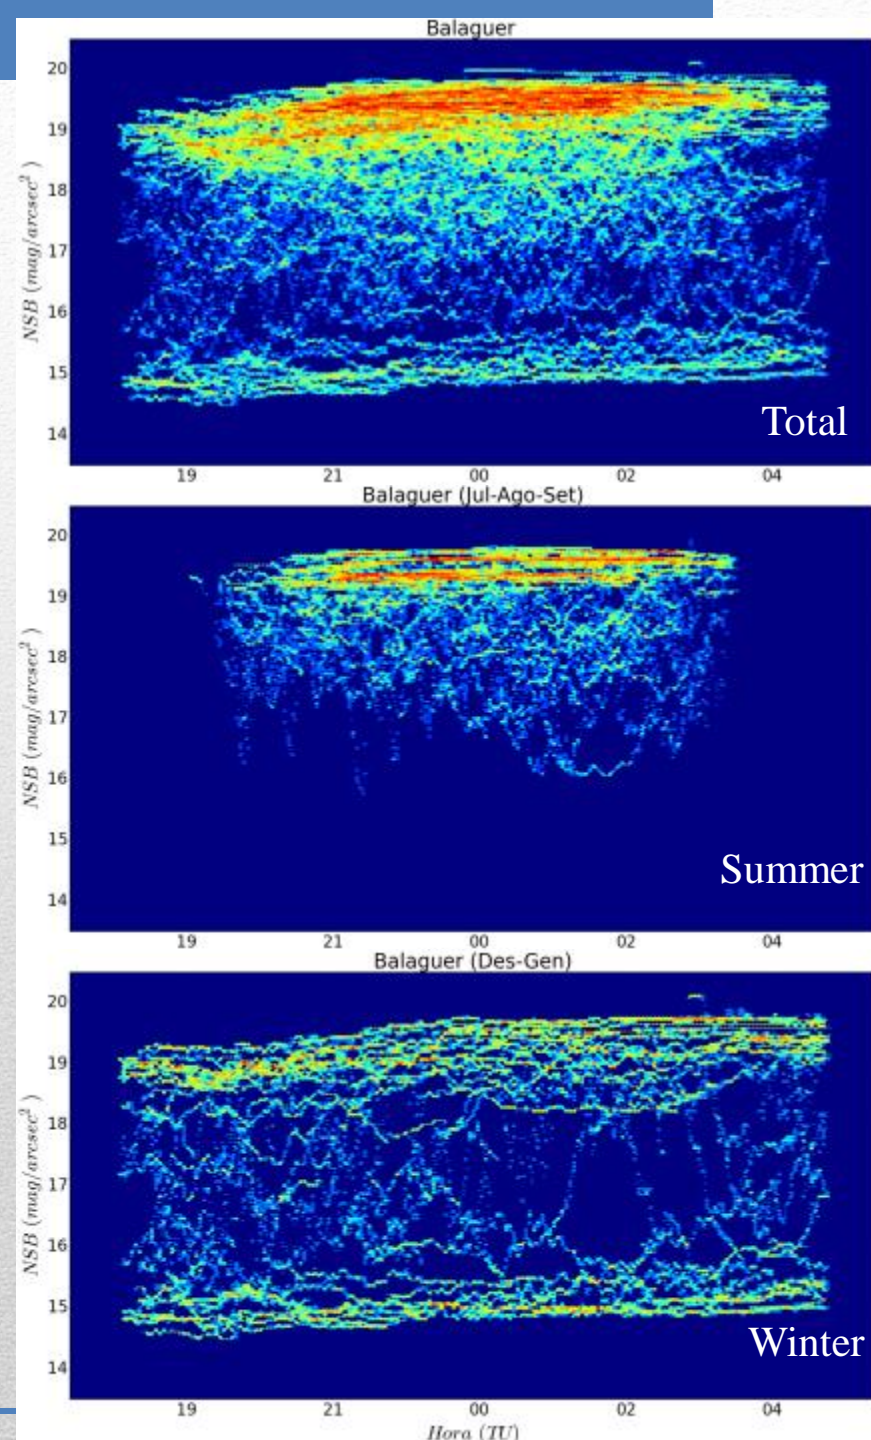 Balaguer
20
19
18
17
16
15
14
NSB (mag/arcsec²)
Total
19 21 00 02 04
Balaguer (Jul-Ago-Set)
20
19
18
17
16
15
14
NSB (mag/arcsec²)
Summer
19 21 00 02 04
Balaguer (Des-Gen)
20
19
18
17
16
15
14
NSB (mag/arcsec²)
Winter
19 21 00 02 04
Hora (TU)